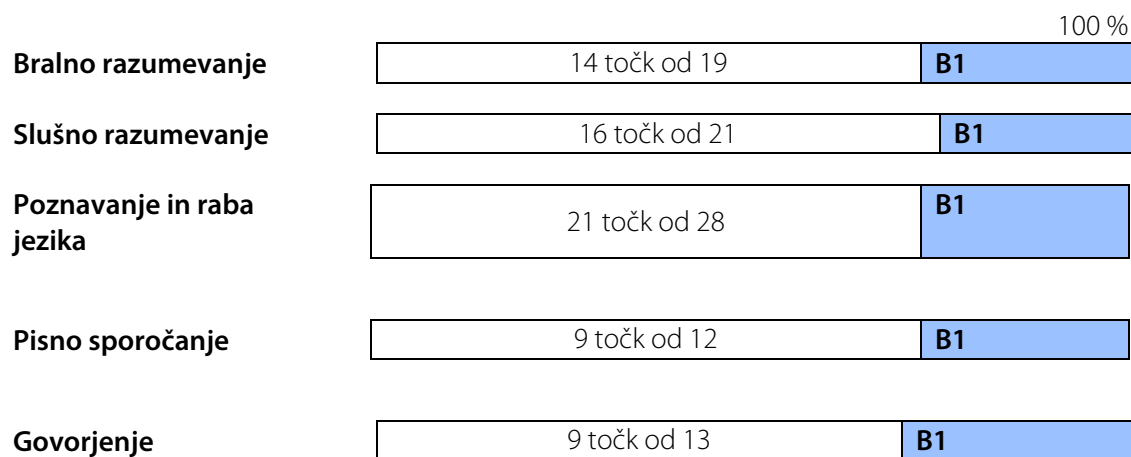 100 %
Bralno razumevanje 14 točk od 19 B1
Slušno razumevanje 16 točk od 21 B1
Poznavanje in raba
jezika 21 točk od 28 B1
Pisno sporočanje 9 točk od 12 B1
Govorjenje 9 točk od 13 B1